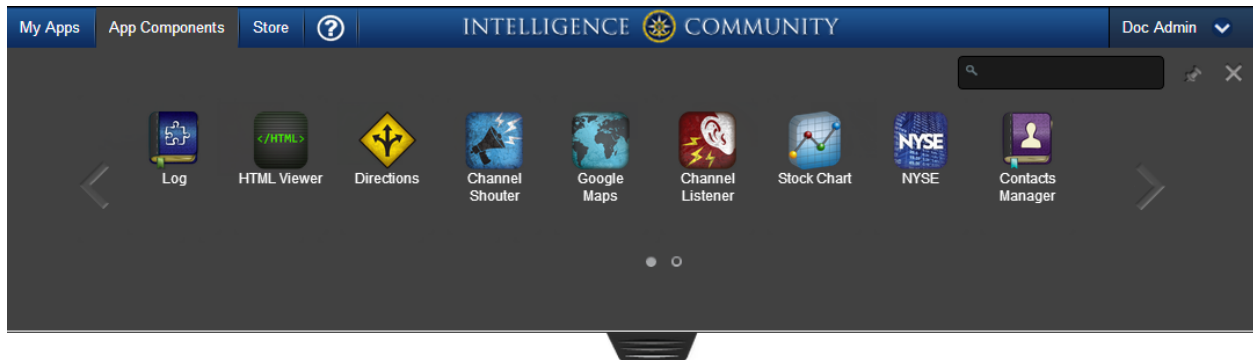 My Apps App Components Store ? INTELLIGENCE COMMUNITY Doc Admin
</HTML>
NYSE
Log HTML Viewer Directions Channel Shouter Google Maps Channel Listener Stock Chart NYSE Contacts Manager